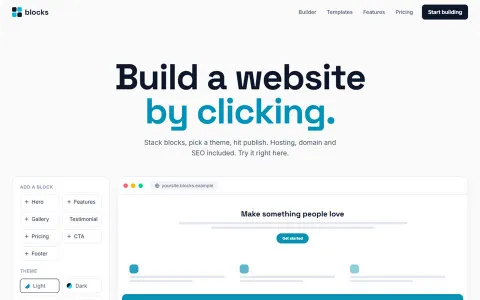 blocks
Builder
Templates
Features
Pricing
Start building
Build a website
by clicking.
Stack blocks, pick a theme, hit publish. Hosting, domain and
SEO included. Try it right here.
ADD A BLOCK
+ Hero
+ Features
+ Gallery
Testimonial
+ Pricing
+ CTA
+ Footer
THEME
Light
Dark
yoursite.blocks.example
Make something people love
Get started